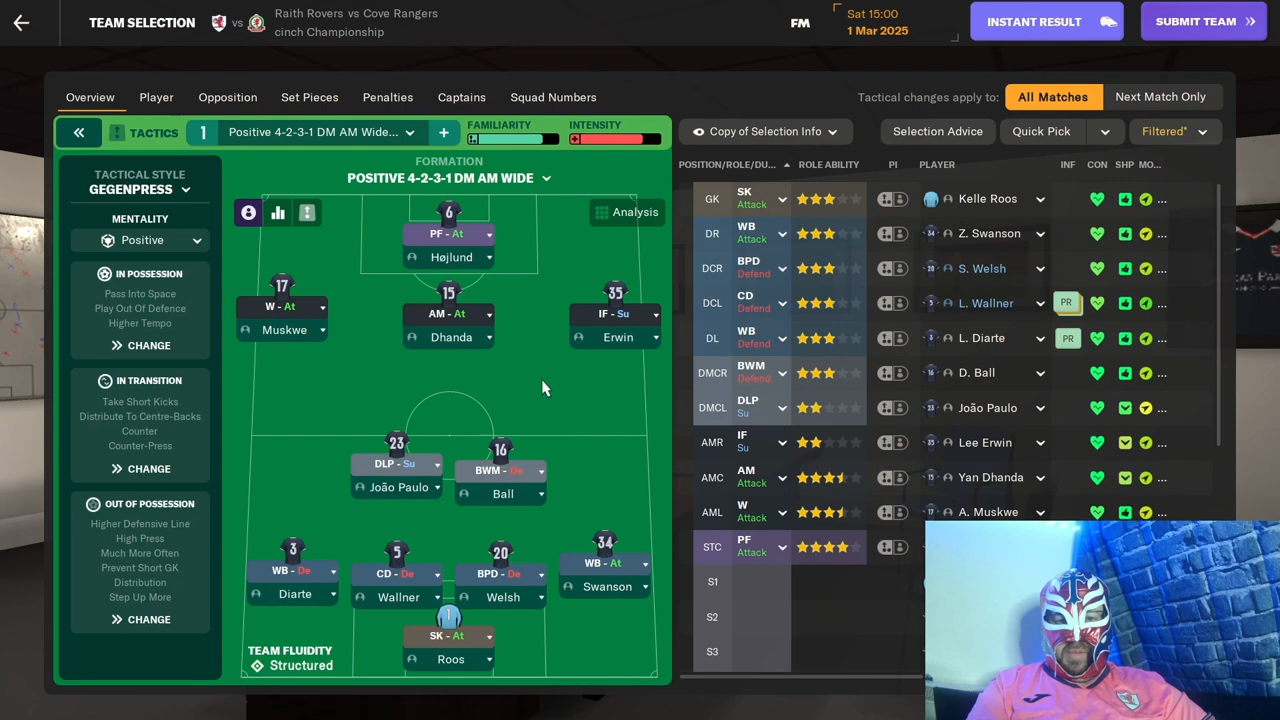 TEAM SELECTION
vs
Raith Rovers vs Cove Rangers
cinch Championship
FM
Sat 15:00
1 Mar 2025
INSTANT RESULT
SUBMIT TEAM
Overview
Player
Opposition
Set Pieces
Penalties
Captains
Squad Numbers
Tactical changes apply to:
All Matches
Next Match Only
TACTICS
1
Positive 4-2-3-1 DM AM Wide...
+
FAMILIARITY
INTENSITY
Copy of Selection Info
Selection Advice
Quick Pick
Filtered*
TACTICAL STYLE
GEGENPRESS
MENTALITY
Positive
IN POSSESSION
Pass Into Space
Play Out Of Defence
Higher Tempo
CHANGE
IN TRANSITION
Take Short Kicks
Distribute To Centre-Backs
Counter
Counter-Press
CHANGE
OUT OF POSSESSION
Higher Defensive Line
High Press
Much More Often
Prevent Short GK
Distribution
Step Up More
CHANGE
FORMATION
POSITIVE 4-2-3-1 DM AM WIDE
Analysis
6
PF - At
Højlund
17
W - At
Muskwe
15
AM - At
Dhanda
35
IF - Su
Erwin
23
DLP - Su
João Paulo
16
BWM - De
Ball
3
WB - De
Diarte
5
CD - De
Wallner
20
BPD - De
Welsh
34
WB - At
Swanson
1
SK - At
Roos
TEAM FLUIDITY
Structured
POSITION/ROLE/DU...
ROLE ABILITY
PI
PLAYER
INF
CON
SHP
MO...
GK
SK
Attack
Kelle Roos
...
DR
WB
Attack
34
Z. Swanson
...
DCR
BPD
Defend
20
S. Welsh
...
DCL
CD
Defend
5
L. Wallner
PR
...
DL
WB
Defend
3
L. Diarte
PR
...
DMCR
BWM
Defend
16
D. Ball
...
DMCL
DLP
Su
23
João Paulo
...
AMR
IF
Su
35
Lee Erwin
...
AMC
AM
Attack
15
Yan Dhanda
...
AML
W
Attack
17
A. Muskwe
...
STC
PF
Attack
S1
S2
S3